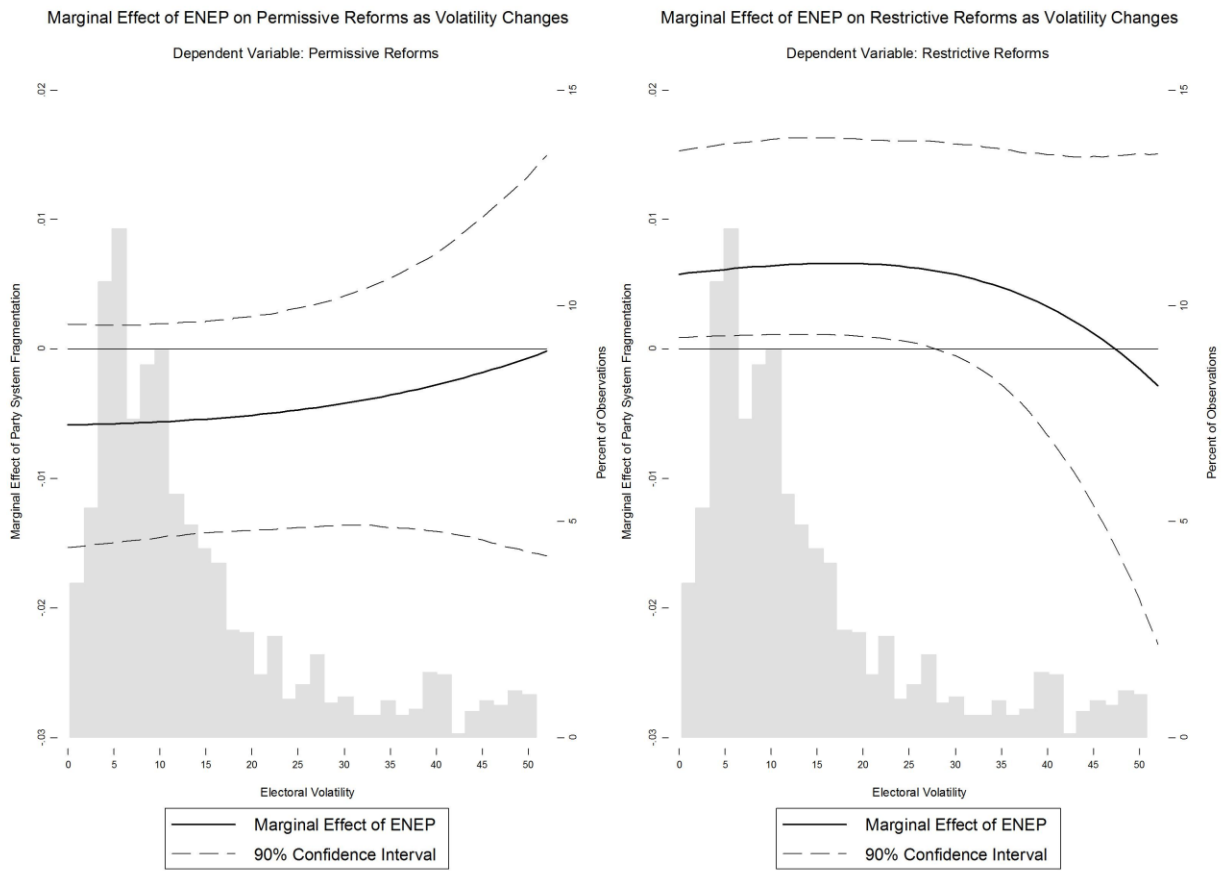 Marginal Effect of ENEP on Permissive Reforms as Volatility Changes
Dependent Variable: Permissive Reforms
Marginal Effect of Party System Fragmentation
.02
.01
0
-.01
-.02
-.03
15
10
5
0
Percent of Observations
0 5 10 15 20 25 30 35 40 45 50
Electoral Volatility
Marginal Effect of ENEP
90% Confidence Interval
Marginal Effect of ENEP on Restrictive Reforms as Volatility Changes
Dependent Variable: Restrictive Reforms
Marginal Effect of Party System Fragmentation
.02
.01
0
-.01
-.02
-.03
15
10
5
0
Percent of Observations
0 5 10 15 20 25 30 35 40 45 50
Electoral Volatility
Marginal Effect of ENEP
90% Confidence Interval